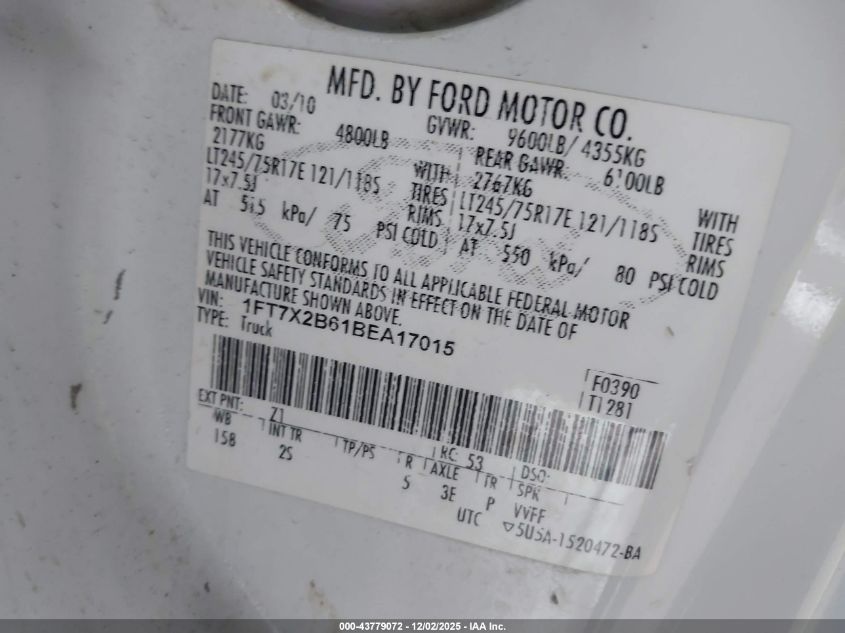 MFD. BY FORD MOTOR CO.
DATE: 03/10 GVWR: 9600LB/ 4355KG
FRONT GAWR: 4800LB REAR GAWR: 6100LB
2177KG WITH 2767KG WITH
LT245/75R17E 121/118S TIRES LT245/75R17E 121/118S TIRES
17x7.5J RIMS 17x7.5J RIMS
AT 515 kPa/ 75 PSI COLD AT 550 kPa/ 80 PSI COLD
THIS VEHICLE CONFORMS TO ALL APPLICABLE FEDERAL MOTOR
VEHICLE SAFETY STANDARDS IN EFFECT ON THE DATE OF
MANUFACTURE SHOWN ABOVE.
VIN: 1FT7X2B61BEA17015
TYPE: Truck
F0390
T1281
EXT PNT: Z1 RC: 53 DSO:
WB INT TR TP/PS R AXLE TR SPR
158 2S 5 3E P VVFF
UTC ▽5USA-1520472-BA
000-43779072 - 12/02/2025 - IAA Inc.